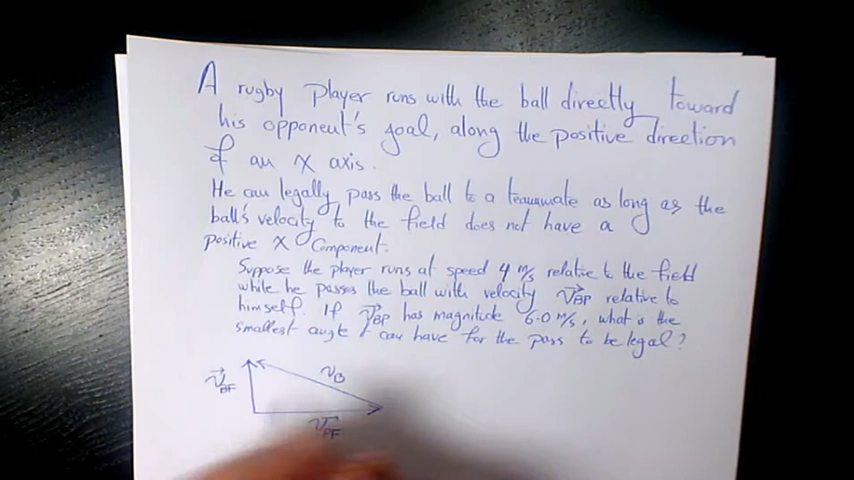 A rugby player runs with the ball directly toward
his opponent's goal, along the positive direction
of an X axis.
He can legally pass the ball to a teammate as long as the
ball's velocity to the field does not have a
positive X Component.
Suppose the player runs at speed 4 m/s relative to the field
while he passes the ball with velocity V⃗BP relative to
himself. If V⃗BP has magnitude 6.0 m/s, what is the
smallest angle it can have for the pass to be legal?
V⃗BF
VB
V⃗PF